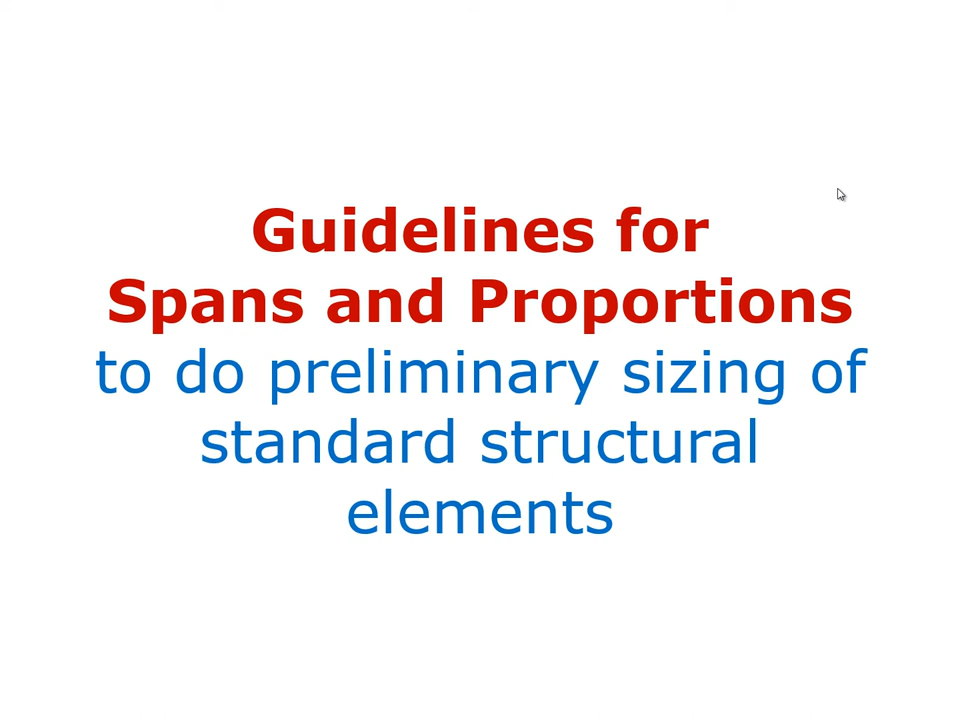 Guidelines for
Spans and Proportions
to do preliminary sizing of
standard structural
elements